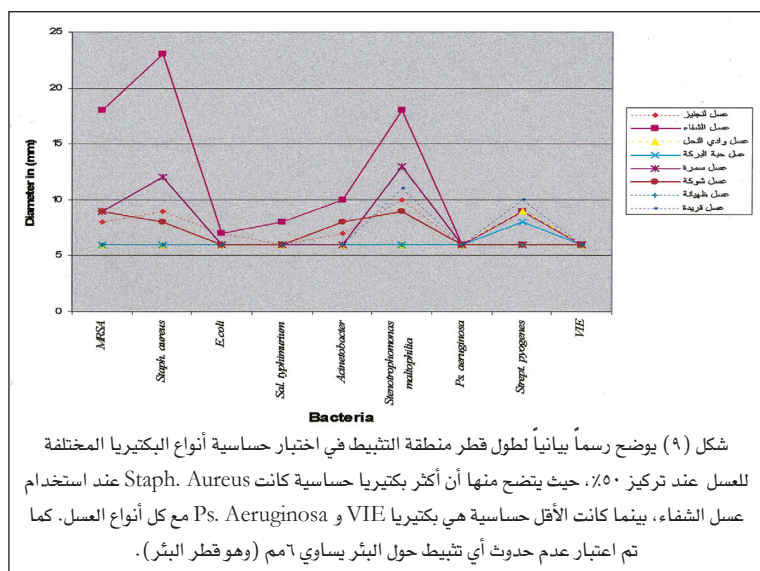 25
20
15
10
5
0
Diameter in (mm)
MRSA
Staph. aureus
E.coli
Sal. typhimurium
Acinetobacter
Stenotrophomonas
maltophilia
Ps. aeruginosa
Strept. pyogenes
VIE
Bacteria
عسل انجليز
عسل الشفاء
عسل وادي النحل
عسل حبة البركة
عسل سمرة
عسل شوكة
عسل ظهيانة
عسل قريدة
شكل (٩) يوضح رسماً بيانياً لطول قطر منطقة التثبيط في اختبار حساسية أنواع البكتيريا المختلفة
للعسل عند تركيز ٥٠٪، حيث يتضح منها أن أكثر بكتيريا حساسية كانت Staph. Aureus عند استخدام
عسل الشفاء، بينما كانت الأقل حساسية هي بكتيريا VIE و Ps. Aeruginosa مع كل أنواع العسل. كما
تم اعتبار عدم حدوث أي تثبيط حول البئر يساوي ٦مم (وهو قطر البئر).